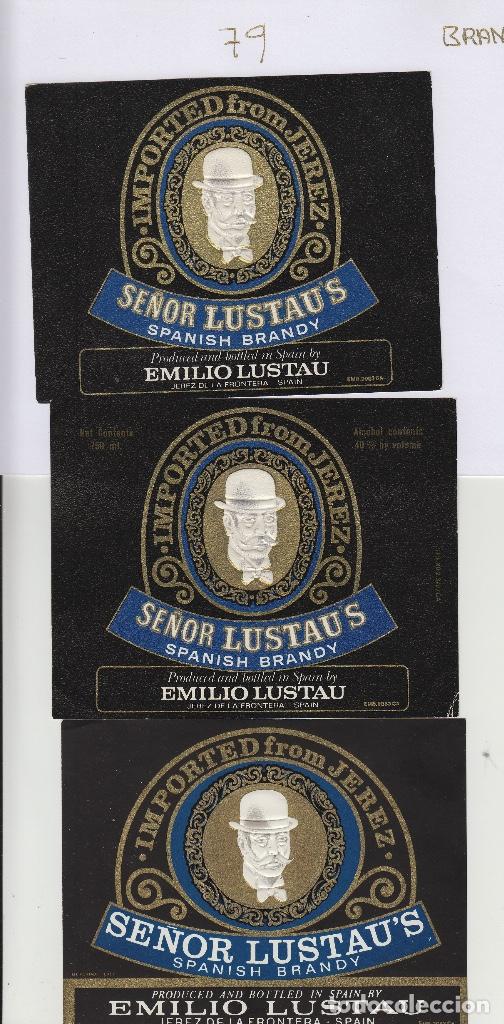 79
BRAN
IMPORTED from JEREZ
SEÑOR LUSTAU'S
SPANISH BRANDY
Produced and bottled in Spain by
EMILIO LUSTAU
JEREZ DE LA FRONTERA - SPAIN
Net Contents
750 ml.
Alcohol contents
40 % by volume
IMPORTED from JEREZ
SEÑOR LUSTAU'S
SPANISH BRANDY
Produced and bottled in Spain by
EMILIO LUSTAU
JEREZ DE LA FRONTERA - SPAIN
IMPORTED from JEREZ
SEÑOR LUSTAU'S
SPANISH BRANDY
PRODUCED AND BOTTLED IN SPAIN BY
EMILIO LUSTAU
JEREZ DE LA FRONTERA - SPAIN
todocoleccion